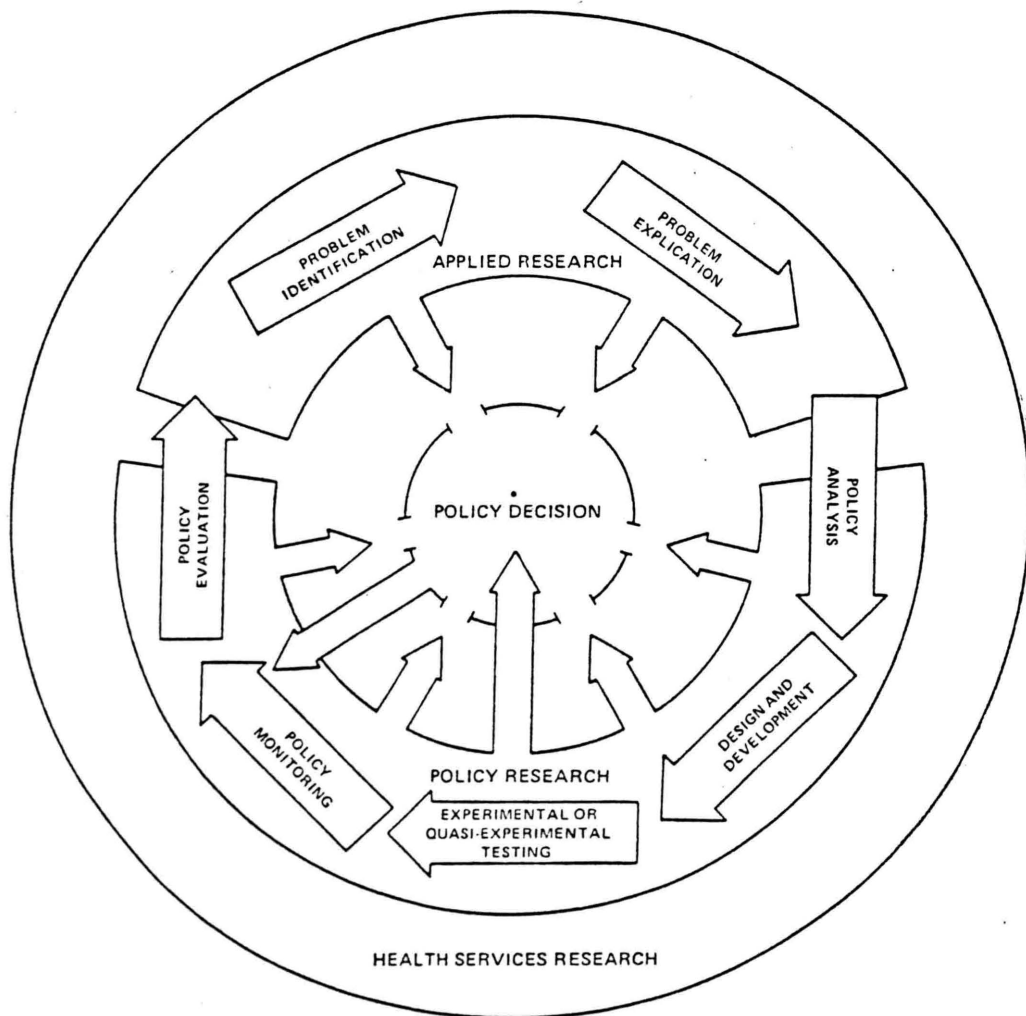 PROBLEM
IDENTIFICATION
PROBLEM
EXPLICATION
APPLIED RESEARCH
POLICY
EVALUATION
POLICY DECISION
POLICY
ANALYSIS
DESIGN AND
DEVELOPMENT
POLICY
MONITORING
POLICY RESEARCH
EXPERIMENTAL OR
QUASI-EXPERIMENTAL
TESTING
HEALTH SERVICES RESEARCH